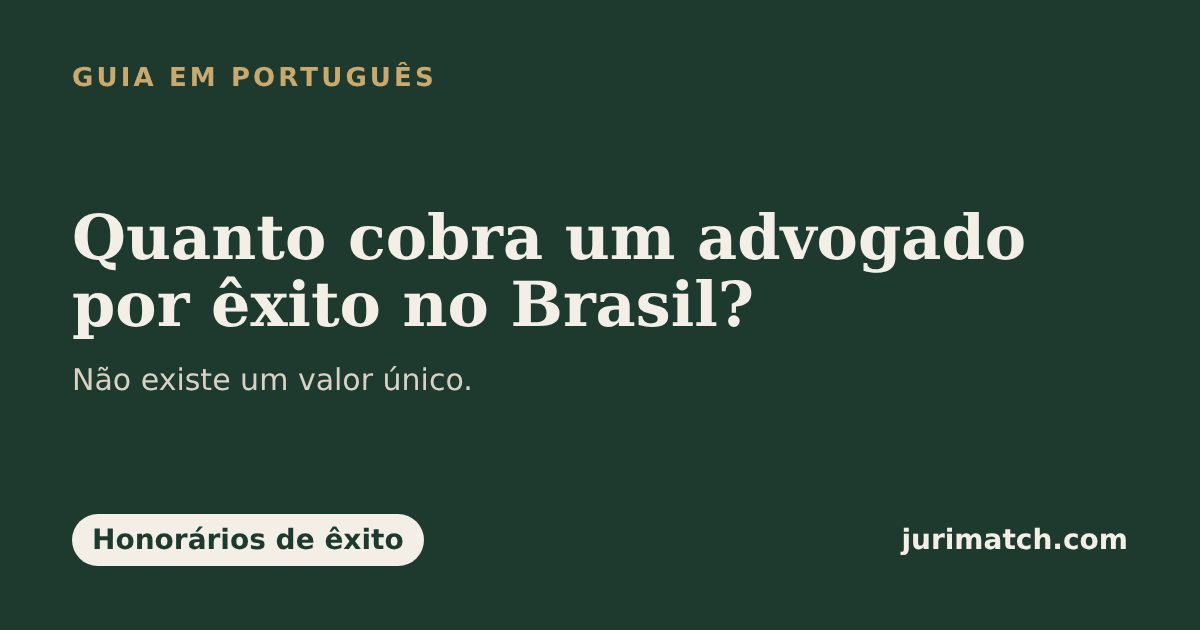 GUIA EM PORTUGUÊS
Quanto cobra um advogado
por êxito no Brasil?
Não existe um valor único.
Honorários de êxito
jurimatch.com